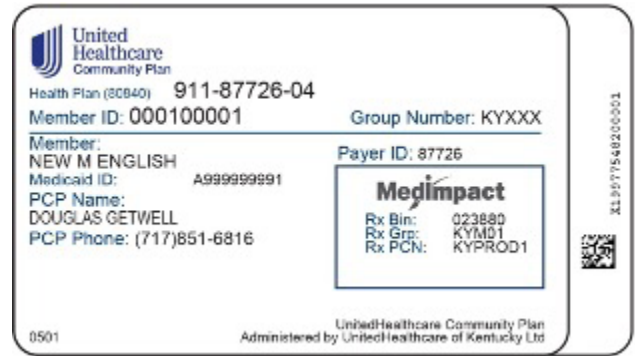 United
Healthcare
Community Plan
Health Plan (80840) 911-87726-04
Member ID: 000100001 Group Number: KYXXX
Member:
NEW M ENGLISH
Medicaid ID: A999999991
PCP Name:
DOUGLAS GETWELL
PCP Phone: (717)851-6816
Payer ID: 87726
MedImpact
Rx Bin: 023880
Rx Grp: KYM01
Rx PCN: KYPROD1
0501
UnitedHealthcare Community Plan
Administered by UnitedHealthcare of Kentucky Ltd
X19977548200001